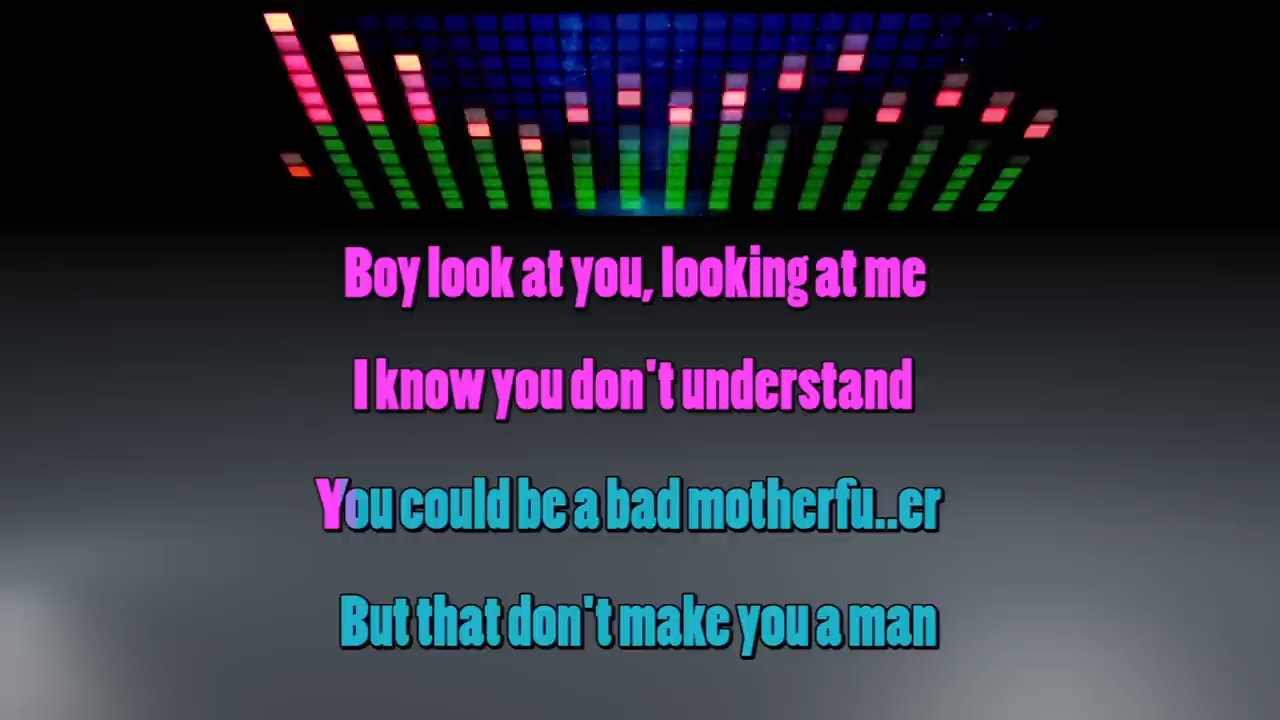 Boy look at you, looking at me
I know you don't understand
You could be a bad motherfu..er
But that don't make you a man